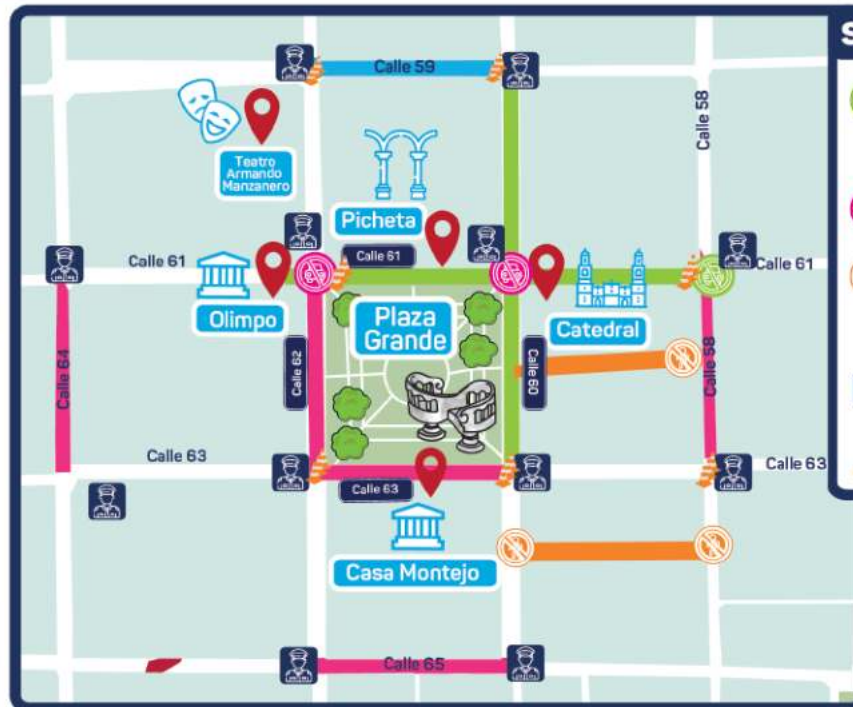 S
Calle 59
Calle 58
Teatro
Armando
Manzanero
Picheta
Calle 61
Calle 61
Calle 61
Olimpo
Plaza
Grande
Catedral
Calle 64
Calle 62
Calle 60
Calle 58
Calle 63
Calle 63
Calle 63
Casa Montejo
Calle 65